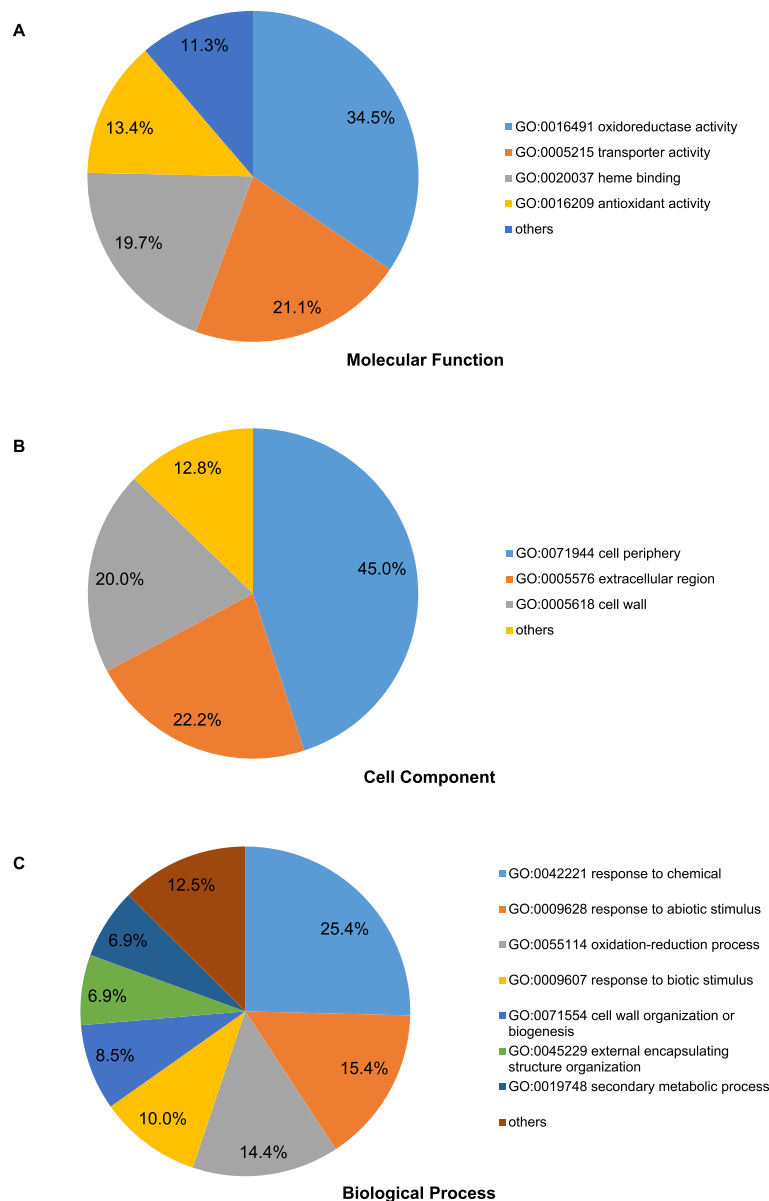 A
11.3%
34.5%
13.4%
19.7%
21.1%
GO:0016491 oxidoreductase activity
GO:0005215 transporter activity
GO:0020037 heme binding
GO:0016209 antioxidant activity
others
Molecular Function
B
12.8%
45.0%
20.0%
22.2%
GO:0071944 cell periphery
GO:0005576 extracellular region
GO:0005618 cell wall
others
Cell Component
C
12.5%
25.4%
6.9%
6.9%
8.5%
15.4%
10.0%
14.4%
GO:0042221 response to chemical
GO:0009628 response to abiotic stimulus
GO:0055114 oxidation-reduction process
GO:0009607 response to biotic stimulus
GO:0071554 cell wall organization or
biogenesis
GO:0045229 external encapsulating
structure organization
GO:0019748 secondary metabolic process
others
Biological Process